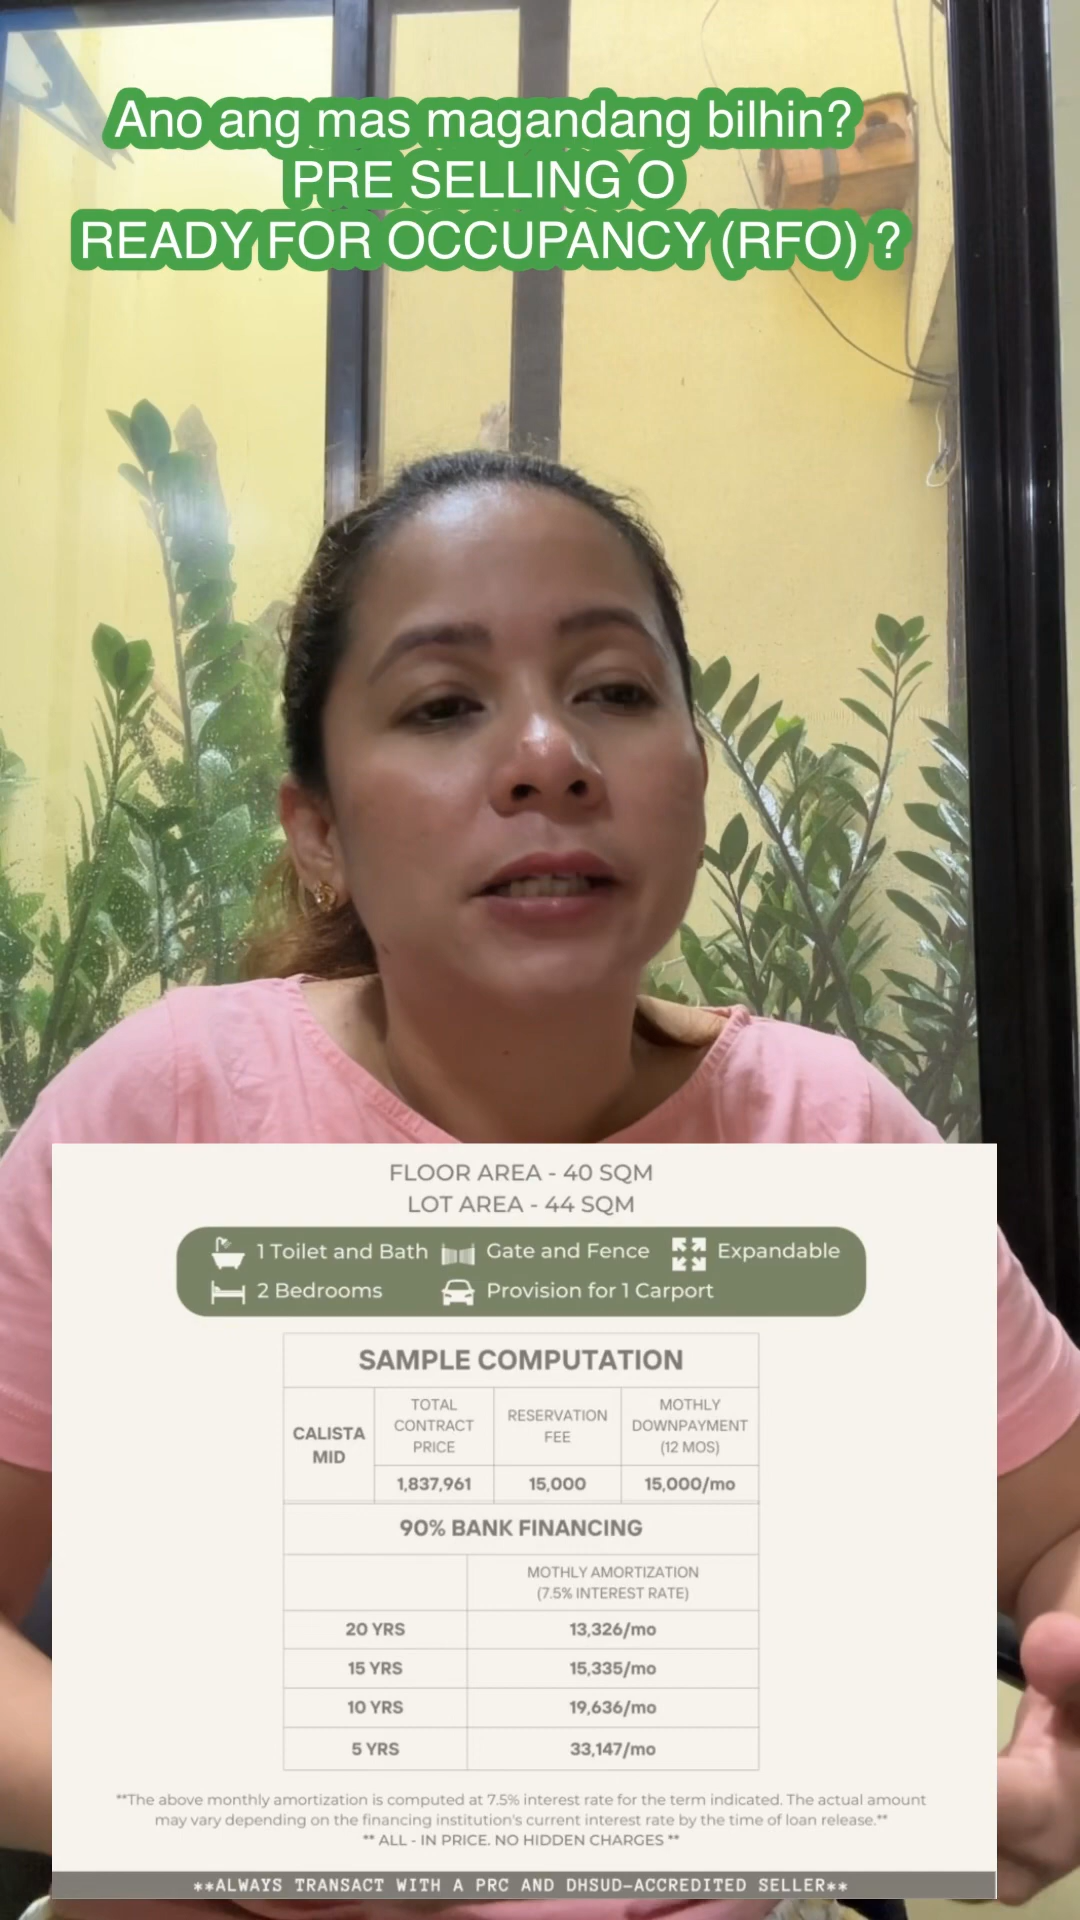 Ano ang mas magandang bilhin?
PRE SELLING O
READY FOR OCCUPANCY (RFO) ?
FLOOR AREA - 40 SQM
LOT AREA - 44 SQM
1 Toilet and Bath
Gate and Fence
Expandable
2 Bedrooms
Provision for 1 Carport
SAMPLE COMPUTATION
CALISTA
MID
TOTAL
CONTRACT
PRICE
RESERVATION
FEE
MOTHLY
DOWNPAYMENT
(12 MOS)
1,837,961
15,000
15,000/mo
90% BANK FINANCING
MOTHLY AMORTIZATION
(7.5% INTEREST RATE)
20 YRS
13,326/mo
15 YRS
15,335/mo
10 YRS
19,636/mo
5 YRS
33,147/mo
**The above monthly amortization is computed at 7.5% interest rate for the term indicated. The actual amount
may vary depending on the financing institution's current interest rate by the time of loan release.**
** ALL - IN PRICE. NO HIDDEN CHARGES **
**ALWAYS TRANSACT WITH A PRC AND DHSUD-ACCREDITED SELLER**